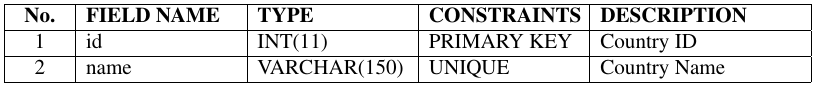 No. FIELD NAME TYPE CONSTRAINTS DESCRIPTION
1 id INT(11) PRIMARY KEY Country ID
2 name VARCHAR(150) UNIQUE Country Name